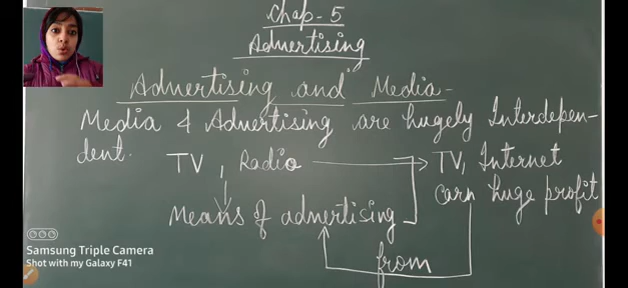 Chap-5
Advertising
Advertising and Media-
Media & Advertising are hugely Interdepen-
dent.
TV, Radio → TV, Internet
earn huge profit
Means of advertising
from
Samsung Triple Camera
Shot with my Galaxy F41